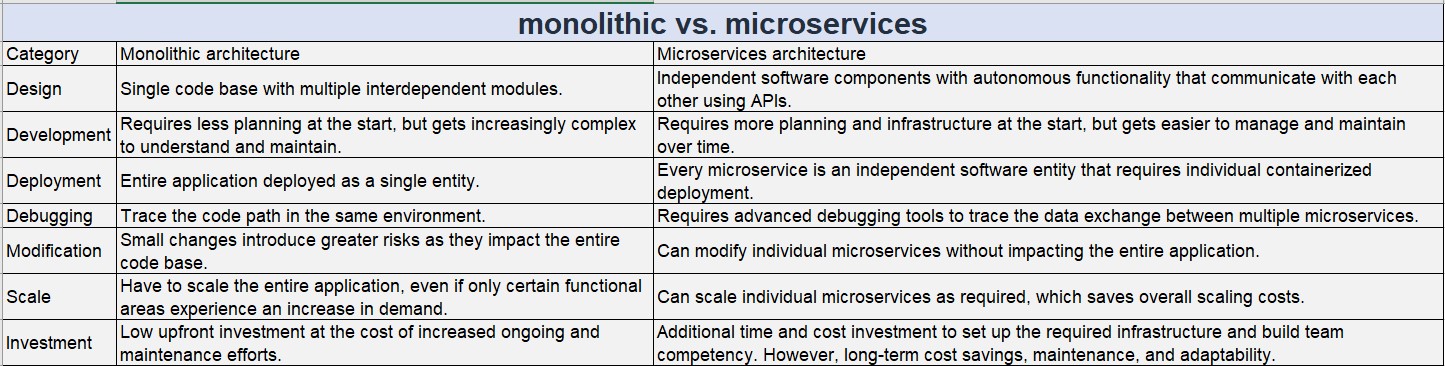 monolithic vs. microservices
Category
Monolithic architecture
Microservices architecture
Design
Single code base with multiple interdependent modules.
Independent software components with autonomous functionality that communicate with each
other using APIs.
Development
Requires less planning at the start, but gets increasingly complex
to understand and maintain.
Requires more planning and infrastructure at the start, but gets easier to manage and maintain
over time.
Deployment
Entire application deployed as a single entity.
Every microservice is an independent software entity that requires individual containerized
deployment.
Debugging
Trace the code path in the same environment.
Requires advanced debugging tools to trace the data exchange between multiple microservices.
Modification
Small changes introduce greater risks as they impact the entire
code base.
Can modify individual microservices without impacting the entire application.
Scale
Have to scale the entire application, even if only certain functional
areas experience an increase in demand.
Can scale individual microservices as required, which saves overall scaling costs.
Investment
Low upfront investment at the cost of increased ongoing and
maintenance efforts.
Additional time and cost investment to set up the required infrastructure and build team
competency. However, long-term cost savings, maintenance, and adaptability.